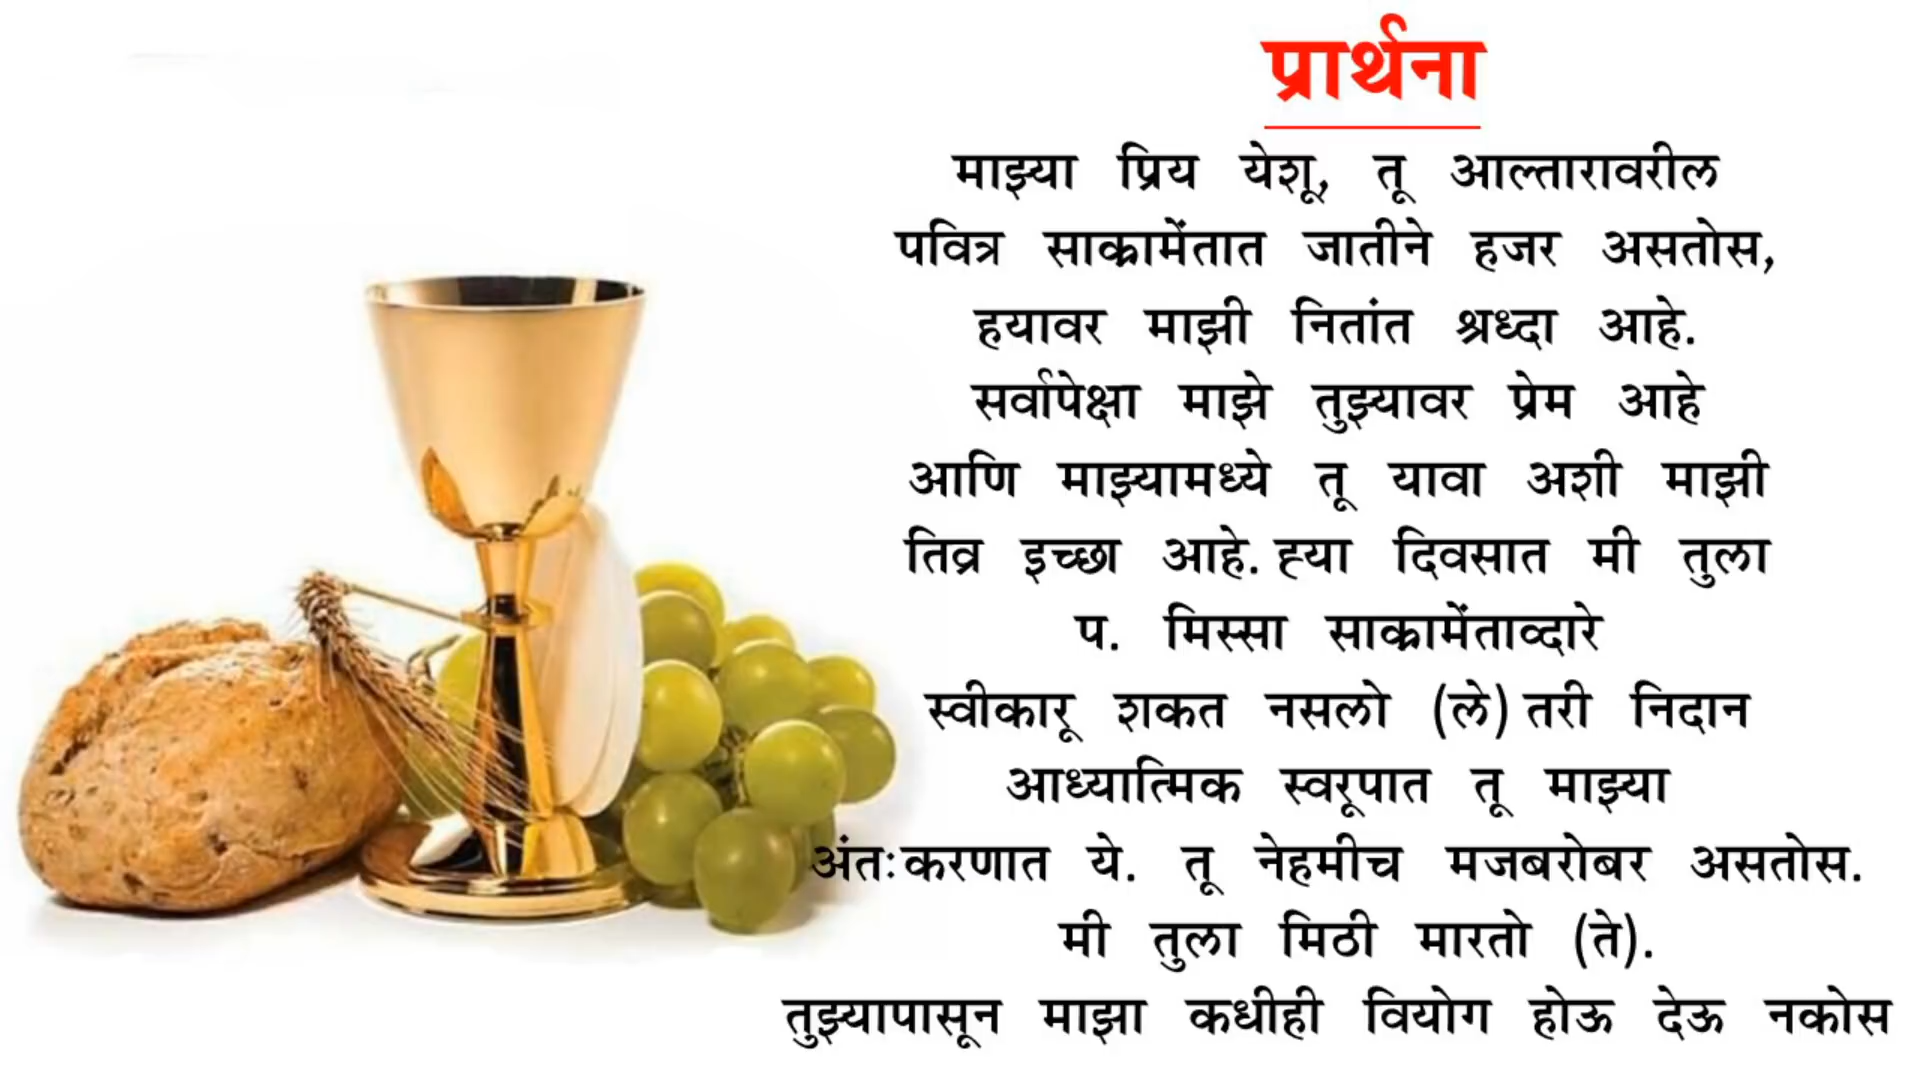 प्रार्थना
माझ्या प्रिय येशू, तू आल्तारावरील
पवित्र साक्रामेंतात जातीने हजर असतोस,
हयावर माझी नितांत श्रध्दा आहे.
सर्वापेक्षा माझे तुझ्यावर प्रेम आहे
आणि माझ्यामध्ये तू यावा अशी माझी
तिव्र इच्छा आहे. ह्या दिवसात मी तुला
प. मिस्सा साक्रामेंताव्दारे
स्वीकारू शकत नसलो (ले) तरी निदान
आध्यात्मिक स्वरूपात तू माझ्या
अंतःकरणात ये. तू नेहमीच मजबरोबर असतोस.
मी तुला मिठी मारतो (ते).
तुझ्यापासून माझा कधीही वियोग होऊ देऊ नकोस